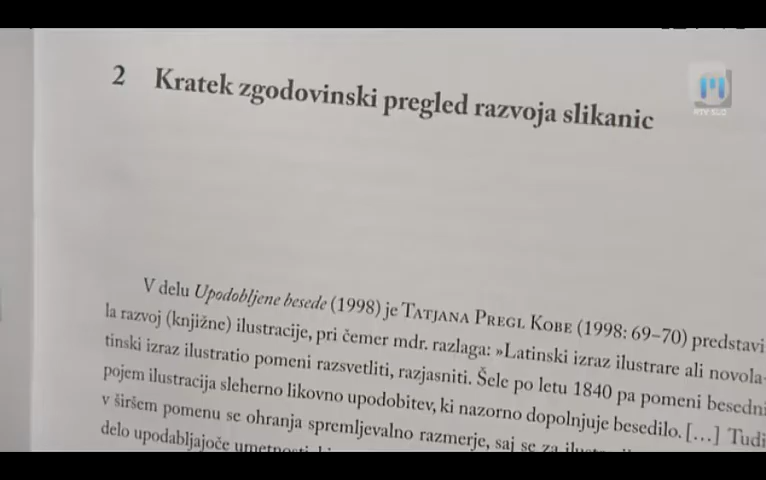 2 Kratek zgodovinski pregled razvoja slikanic
RTV SLO
V delu Upodobljene besede (1998) je TATJANA PREGL KOBE (1998: 69–70) predstavi
la razvoj (knjižne) ilustracije, pri čemer mdr. razlaga: »Latinski izraz ilustrare ali novola-
tinski izraz ilustratio pomeni razsvetliti, razjasniti. Šele po letu 1840 pa pomeni besedni
pojem ilustracija sleherno likovno upodobitev, ki nazorno dopolnjuje besedilo. […] Tudi
v širšem pomenu se ohranja spremljevalno razmerje, saj se za
delo upodabljajoče